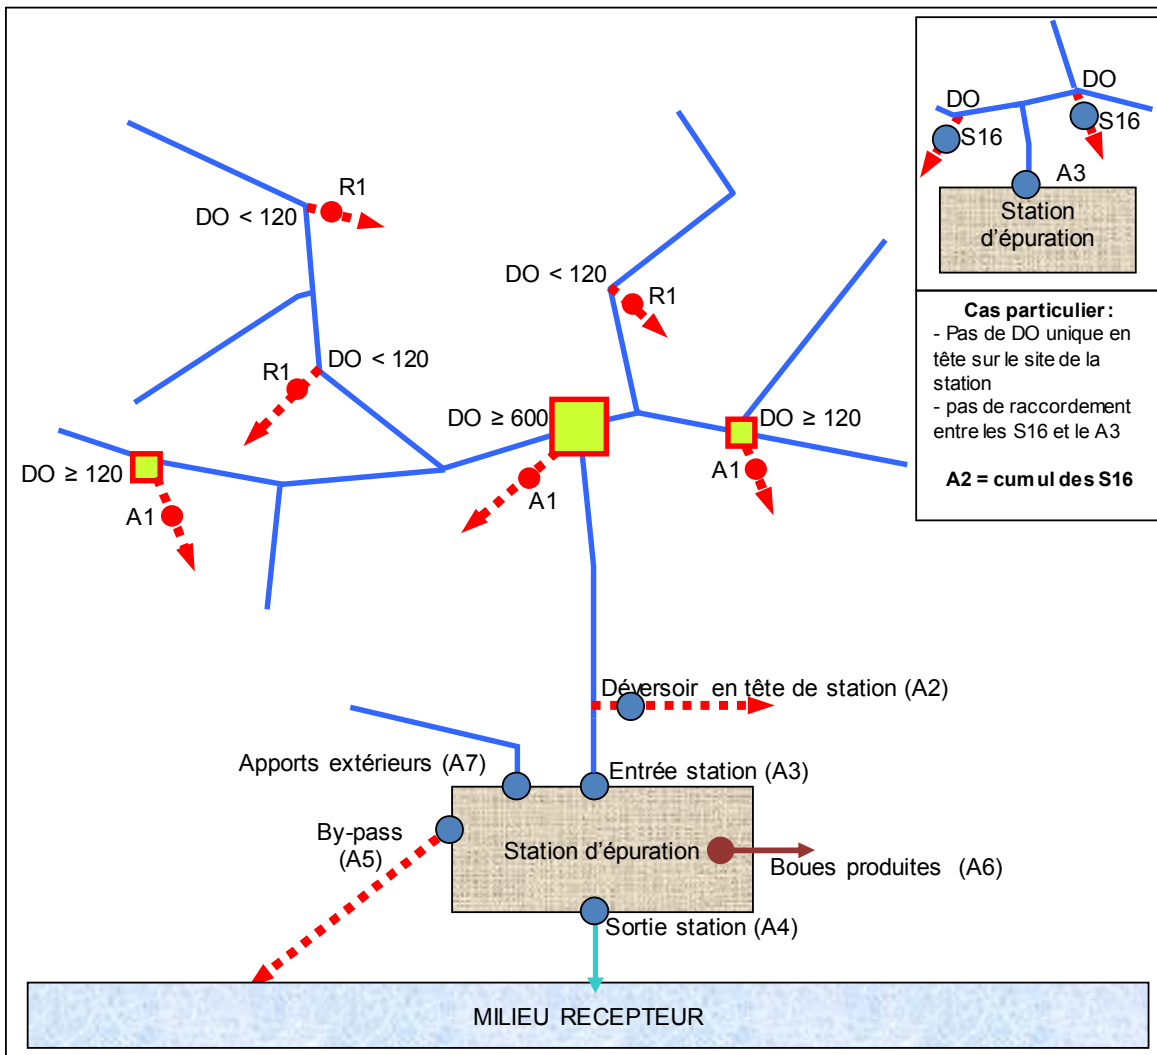 DO
DO
S16
S16
A3
Station
d'épuration
Cas particulier :
- Pas de DO unique en
tête sur le site de la
station
- pas de raccordement
entre les S16 et le A3
A2 = cumul des S16
R1
DO < 120
DO < 120
R1
R1
DO < 120
DO ≥ 600
DO ≥ 120
A1
DO ≥ 120
A1
A1
Déversoir en tête de station (A2)
Apports extérieurs (A7)
Entrée station (A3)
By-pass
(A5)
Station d'épuration
Boues produites (A6)
Sortie station (A4)
MILIEU RECEPTEUR